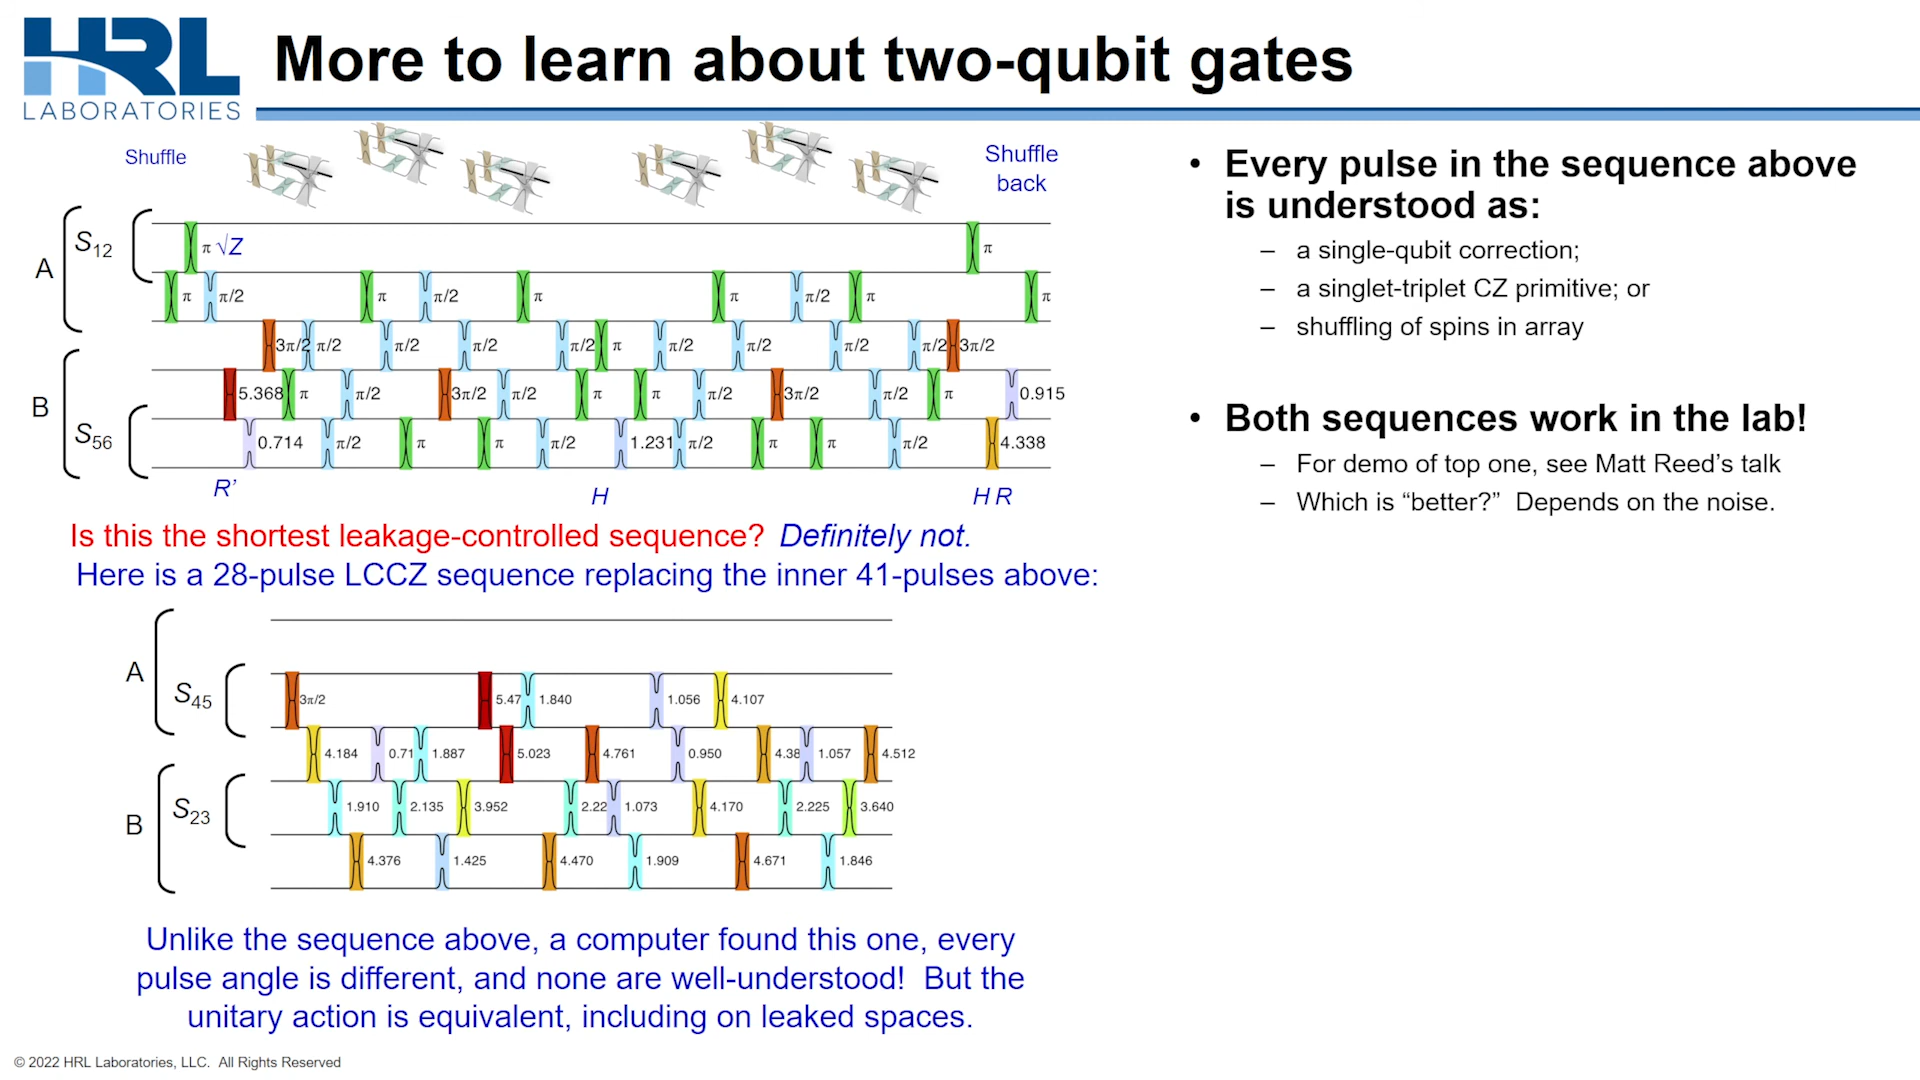 HRL
LABORATORIES
More to learn about two-qubit gates
Shuffle
Shuffle
back
A
S12
π √Z
π
π π/2 π π/2 π π π/2 π π
3π/2 π/2 π/2 π/2 π/2 π π/2 π/2 π/2 π/2 3π/2
B
5.368 π π/2 3π/2 π/2 π π π/2 3π/2 π/2 π 0.915
S56
0.714 π/2 π π π/2 1.231 π/2 π π π/2 4.338
R’ H H R
Is this the shortest leakage-controlled sequence? Definitely not.
Here is a 28-pulse LCCZ sequence replacing the inner 41-pulses above:
A
S45
3π/2 5.47 1.840 1.056 4.107
4.184 0.71 1.887 5.023 4.761 0.950 4.38 1.057 4.512
B
S23
1.910 2.135 3.952 2.22 1.073 4.170 2.225 3.640
4.376 1.425 4.470 1.909 4.671 1.846
Unlike the sequence above, a computer found this one, every
pulse angle is different, and none are well-understood! But the
unitary action is equivalent, including on leaked spaces.
• Every pulse in the sequence above
is understood as:
– a single-qubit correction;
– a singlet-triplet CZ primitive; or
– shuffling of spins in array
• Both sequences work in the lab!
– For demo of top one, see Matt Reed’s talk
– Which is “better?” Depends on the noise.
© 2022 HRL Laboratories, LLC. All Rights Reserved